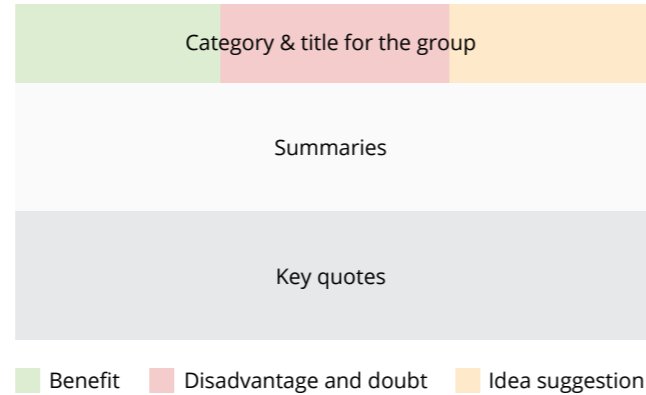 Category & title for the group
Summaries
Key quotes
Benefit Disadvantage and doubt Idea suggestion